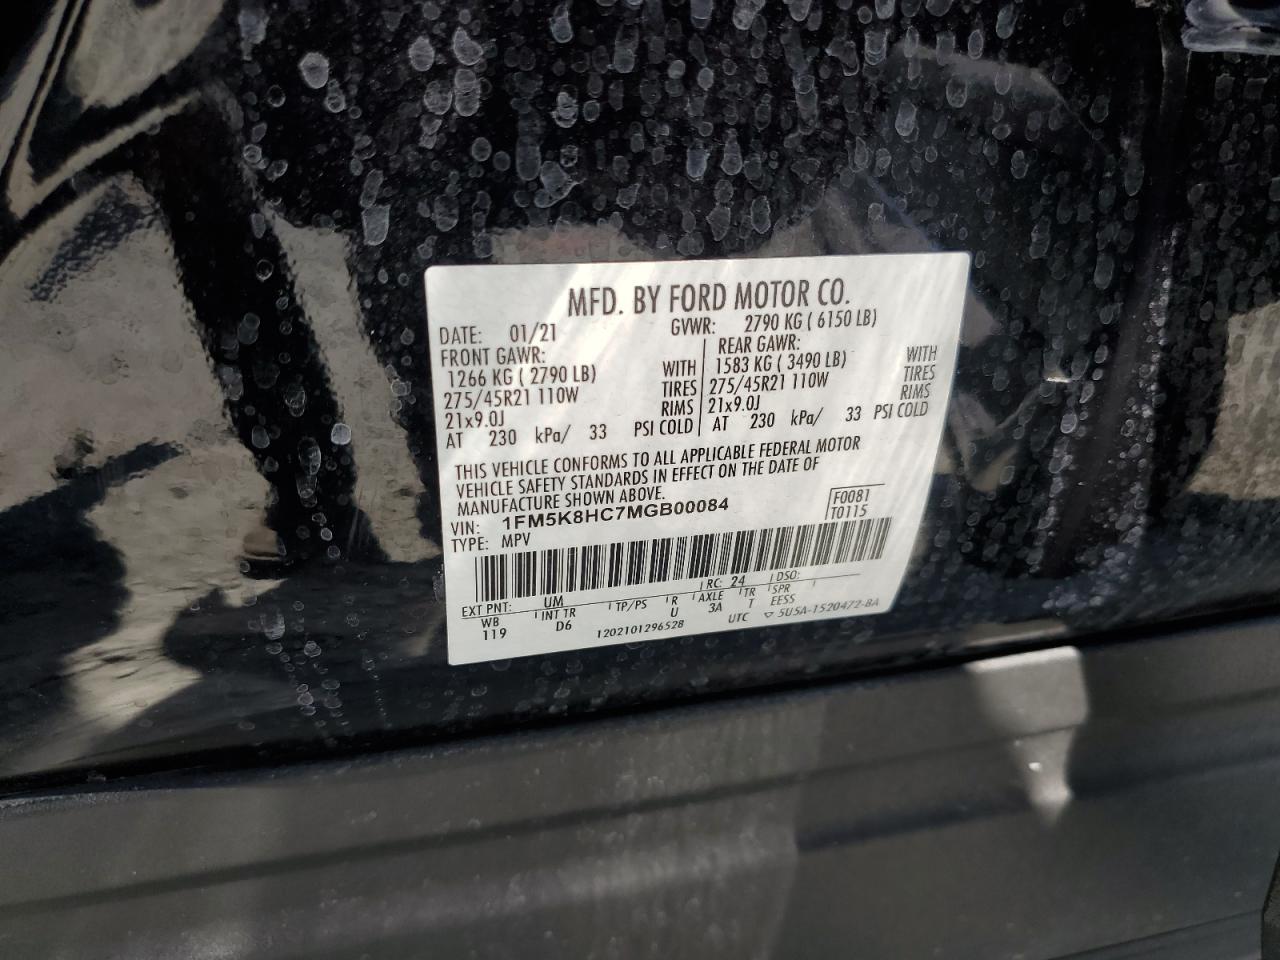 MFD. BY FORD MOTOR CO.
DATE: 01/21 GVWR: 2790 KG ( 6150 LB)
FRONT GAWR: REAR GAWR:
1266 KG ( 2790 LB) WITH 1583 KG ( 3490 LB) WITH
275/45R21 110W TIRES 275/45R21 110W TIRES
21x9.0J RIMS 21x9.0J RIMS
AT 230 kPa/ 33 PSI COLD AT 230 kPa/ 33 PSI COLD
THIS VEHICLE CONFORMS TO ALL APPLICABLE FEDERAL MOTOR
VEHICLE SAFETY STANDARDS IN EFFECT ON THE DATE OF
MANUFACTURE SHOWN ABOVE.
VIN: 1FM5K8HC7MGB00084 F0081
TYPE: MPV T0115
EXT PNT: UM RC: 24 DSO:
WB INT TR TP/PS R AXLE TR SPR
119 D6 U 3A T EESS
1202101296528 UTC ▽ 5U5A-1520472-BA